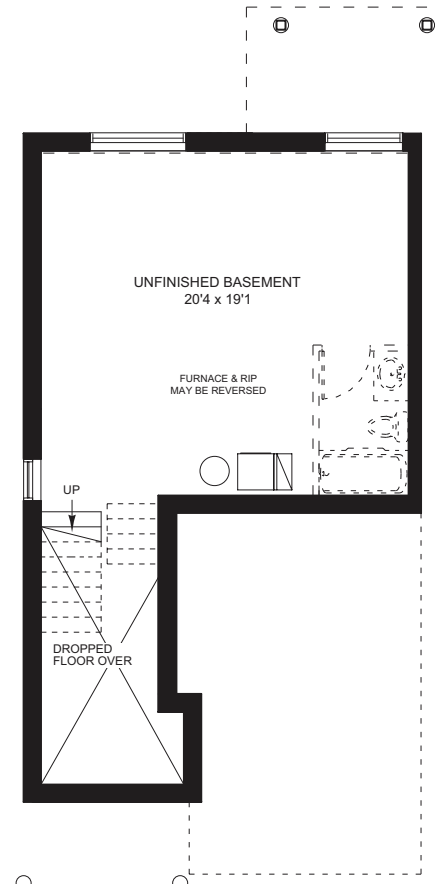 UNFINISHED BASEMENT
20'4 x 19'1
FURNACE & RIP
MAY BE REVERSED
UP
DROPPED
FLOOR OVER